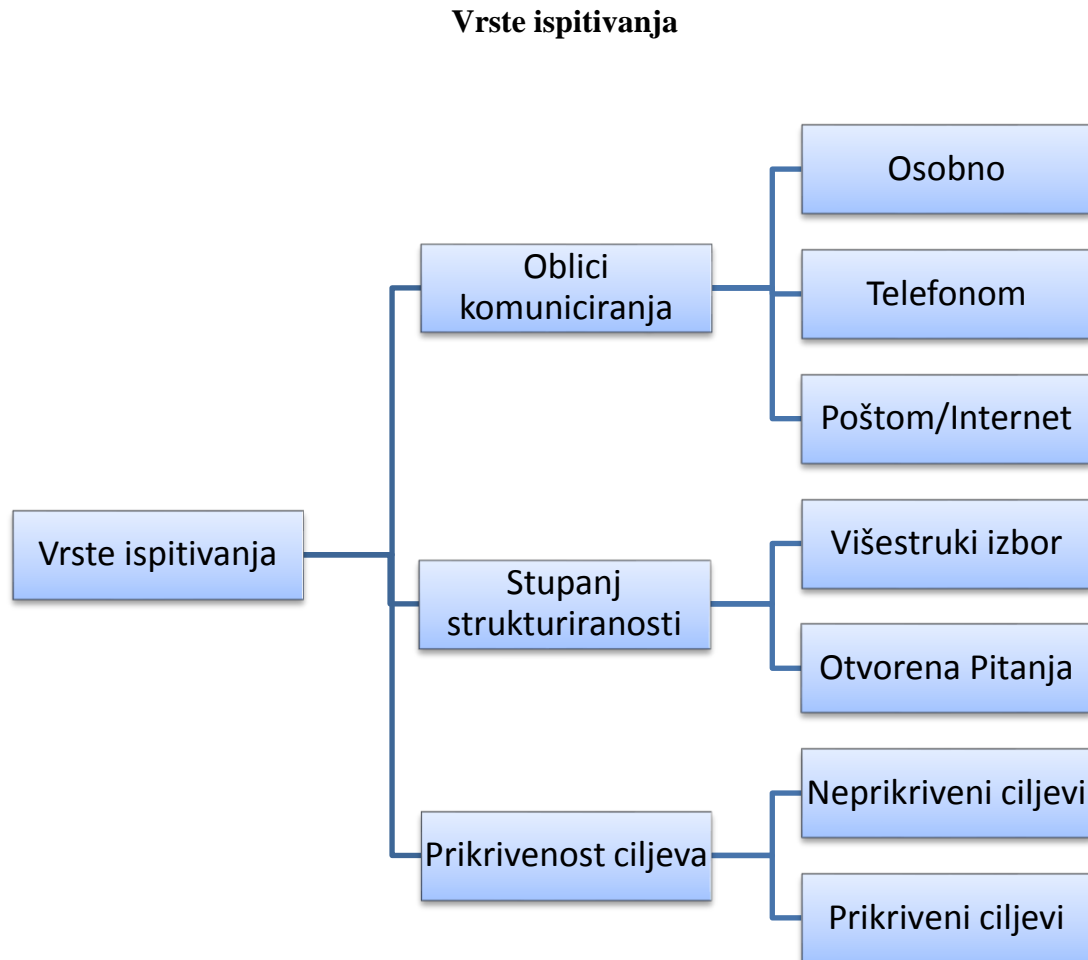 Vrste ispitivanja
Vrste ispitivanja
Oblici
komuniciranja
Osobno
Telefonom
Poštom/Internet
Stupanj
strukturiranosti
Višestruki izbor
Otvorena Pitanja
Prikrivenost ciljeva
Neprikriveni ciljevi
Prikriveni ciljevi